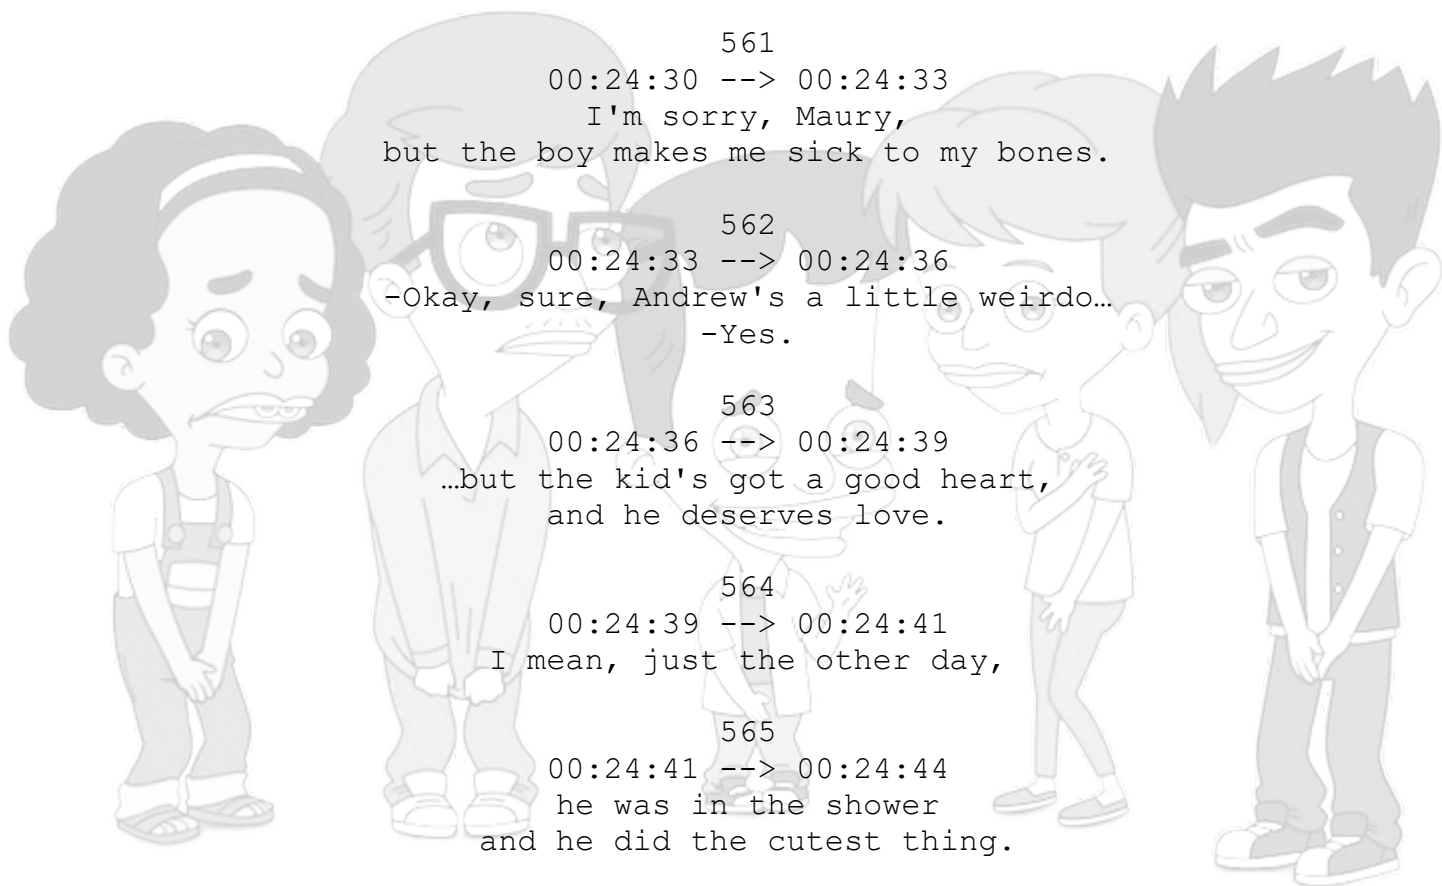 561
00:24:30 --> 00:24:33
I'm sorry, Maury,
but the boy makes me sick to my bones.
562
00:24:33 --> 00:24:36
-Okay, sure, Andrew's a little weirdo…
-Yes.
563
00:24:36 --> 00:24:39
…but the kid's got a good heart,
and he deserves love.
564
00:24:39 --> 00:24:41
I mean, just the other day,
565
00:24:41 --> 00:24:44
he was in the shower
and he did the cutest thing.